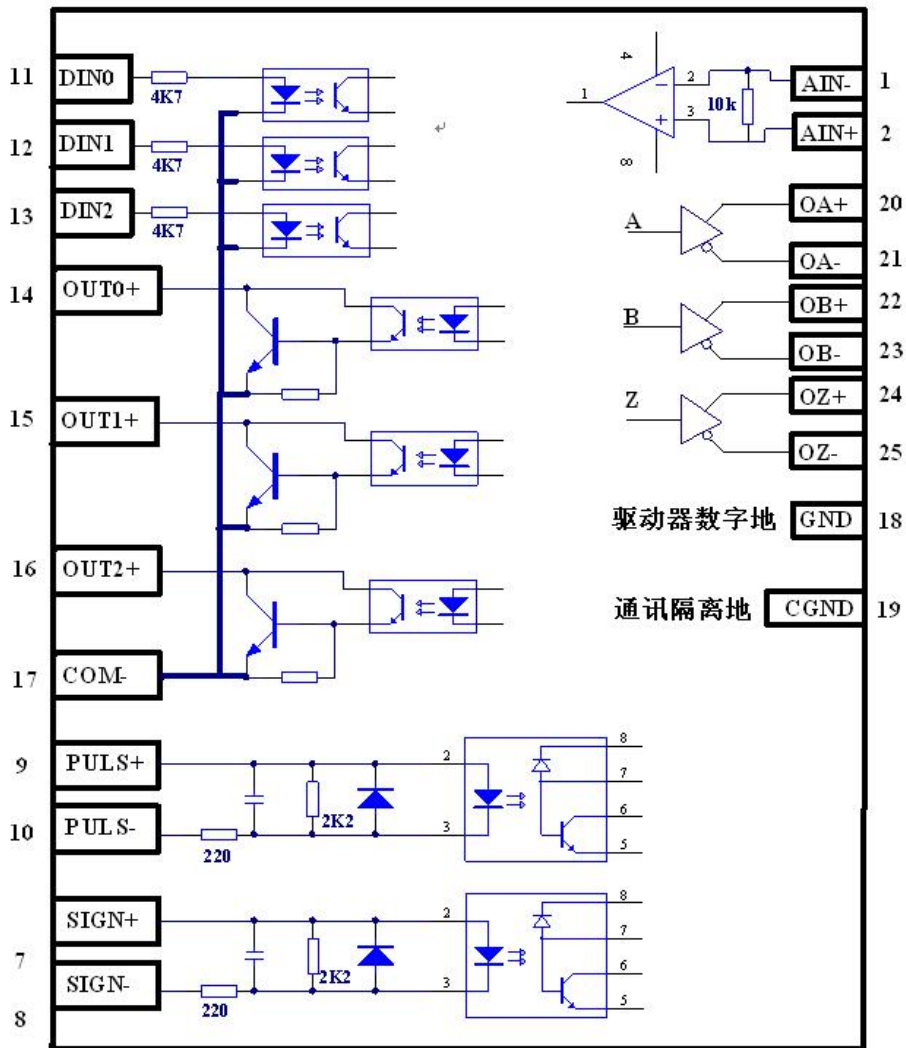 11 DIN0
4K7
12 DIN1
4K7
13 DIN2
4K7
14 OUT0+
15 OUT1+
16 OUT2+
17 COM-
9 PULS+
10 PULS-
220
2K2
2
3
8
7
6
5
SIGN+
7
SIGN-
8
220
2K2
2
3
8
7
6
5
4
1
2
3
8
10k
AIN- 1
AIN+ 2
A
OA+ 20
OA- 21
B
OB+ 22
OB- 23
Z
OZ+ 24
OZ- 25
驱动器数字地 GND 18
通讯隔离地 CGND 19